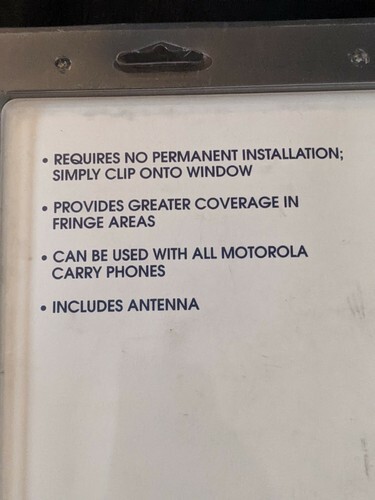 • REQUIRES NO PERMANENT INSTALLATION;
SIMPLY CLIP ONTO WINDOW
• PROVIDES GREATER COVERAGE IN
FRINGE AREAS
• CAN BE USED WITH ALL MOTOROLA
CARRY PHONES
• INCLUDES ANTENNA